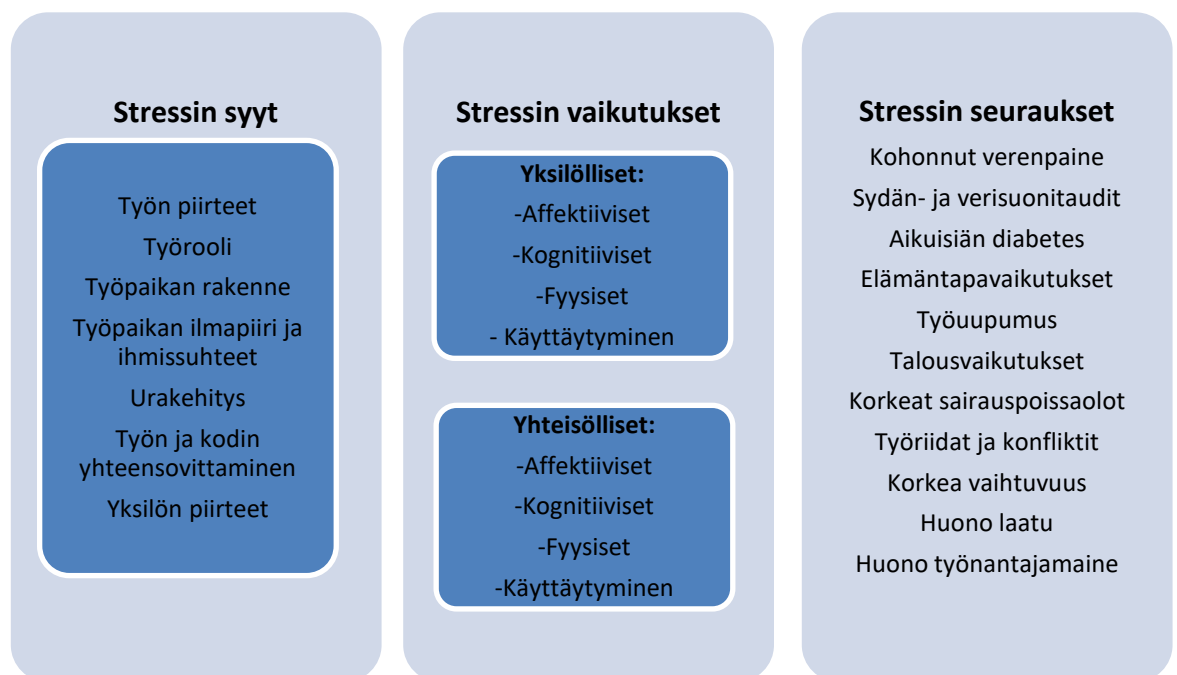 Stressin syyt
Työn piirteet
Työrooli
Työpaikan rakenne
Työpaikan ilmapiiri ja
ihmissuhteet
Urakehitys
Työn ja kodin
yhteensovittaminen
Yksilön piirteet
Stressin vaikutukset
Yksilölliset:
-Affektiiviset
-Kognitiiviset
-Fyysiset
- Käyttäytyminen
Yhteisölliset:
-Affektiiviset
-Kognitiiviset
-Fyysiset
-Käyttäytyminen
Stressin seuraukset
Kohonnut verenpaine
Sydän- ja verisuonitaudit
Aikuisiän diabetes
Elämäntapavaikutukset
Työuupumus
Talousvaikutukset
Korkeat sairauspoissaolot
Työriidat ja konfliktit
Korkea vaihtuvuus
Huono laatu
Huono työnantajamaine